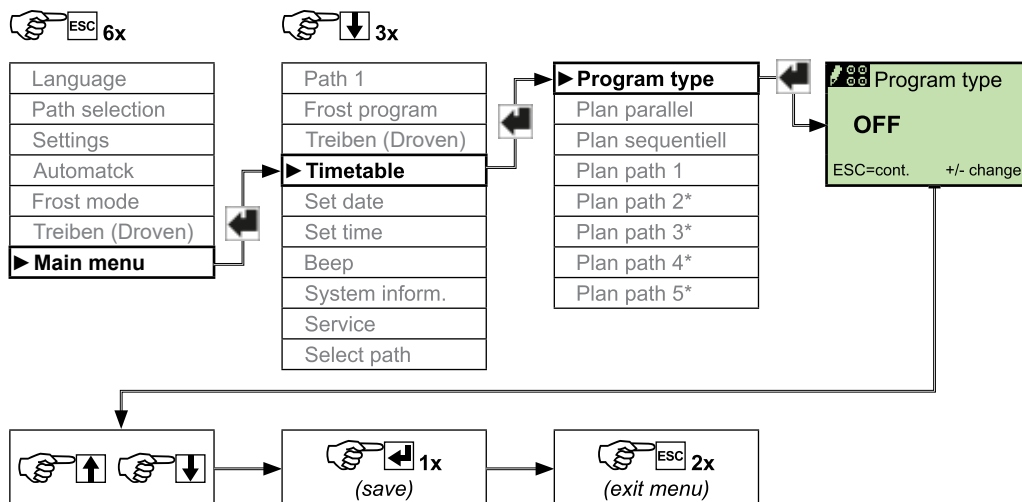 ESC 6x
3x
Language
Path selection
Settings
Automatck
Frost mode
Treiben (Droven)
Main menu
Path 1
Frost program
Treiben (Droven)
Timetable
Set date
Set time
Beep
System inform.
Service
Select path
Program type
Plan parallel
Plan sequentiell
Plan path 1
Plan path 2*
Plan path 3*
Plan path 4*
Plan path 5*
Program type
OFF
ESC=cont. +/- change
1x
(save)
ESC 2x
(exit menu)